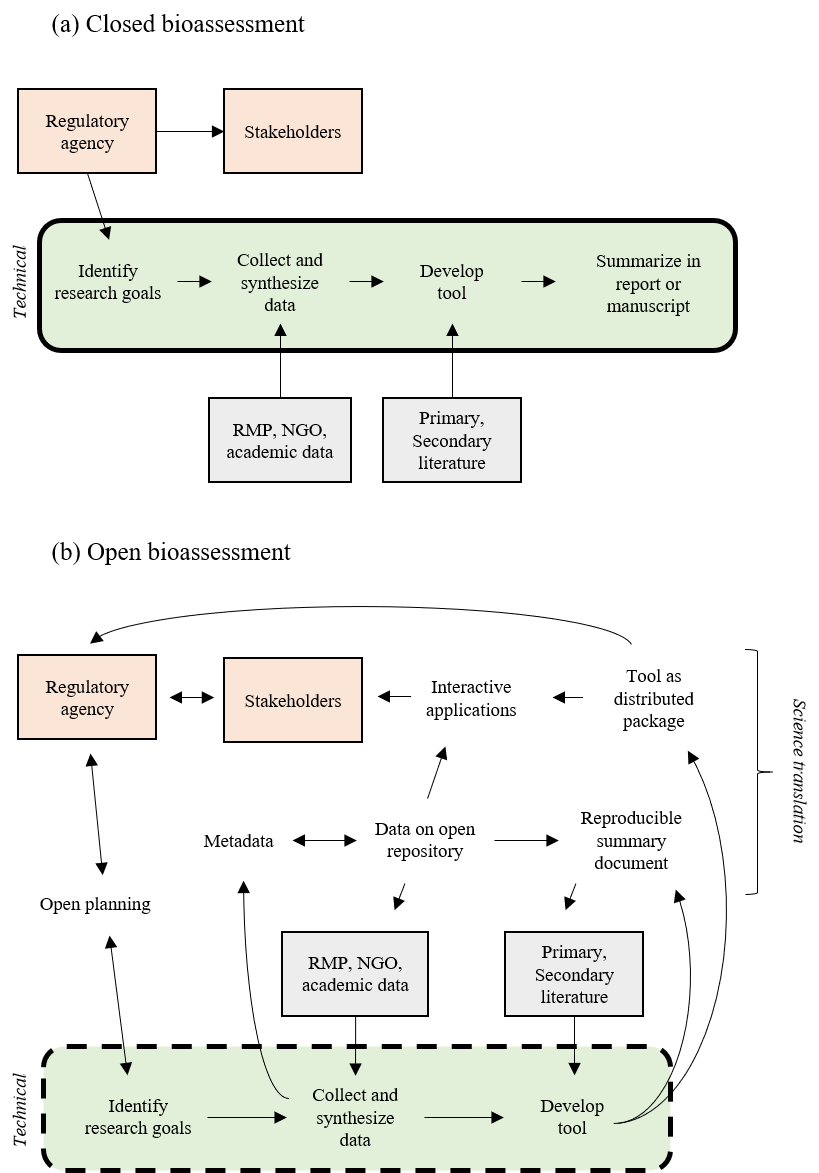 (a) Closed bioassessment
Regulatory
agency
Stakeholders
Technical
Identify
research goals
Collect and
synthesize
data
Develop
tool
Summarize in
report or
manuscript
RMP, NGO,
academic data
Primary,
Secondary
literature
(b) Open bioassessment
Regulatory
agency
Stakeholders
Interactive
applications
Tool as
distributed
package
Science translation
Metadata
Data on open
repository
Reproducible
summary
document
Open planning
RMP, NGO,
academic data
Primary,
Secondary
literature
Technical
Identify
research goals
Collect and
synthesize
data
Develop
tool